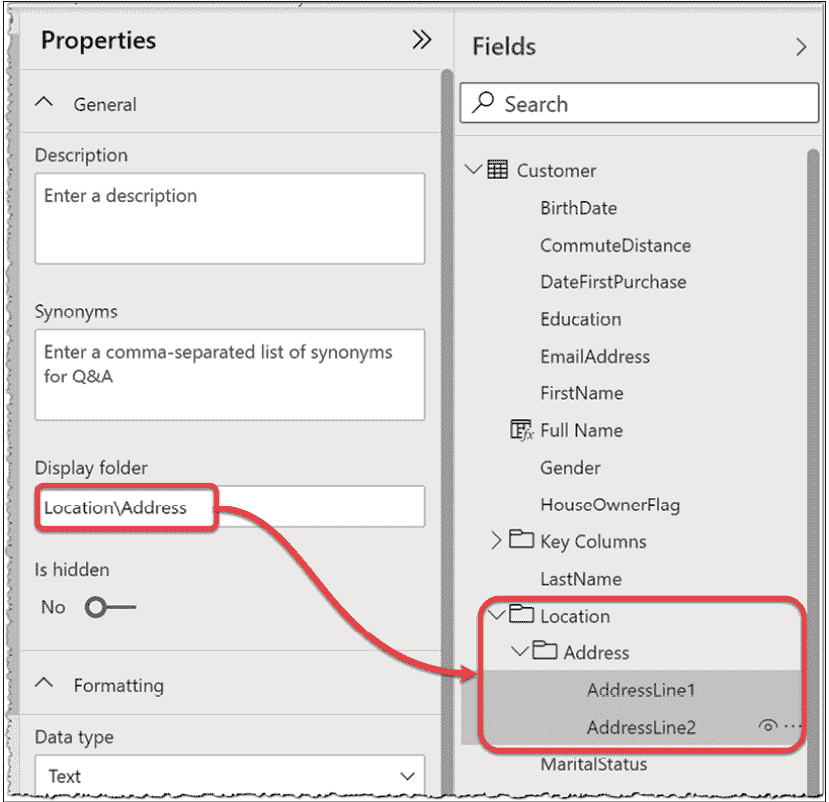 Properties
General
Description
Enter a description
Synonyms
Enter a comma-separated list of synonyms
for Q&A
Display folder
Location\Address
Is hidden
No
Formatting
Data type
Text
Fields
Search
Customer
BirthDate
CommuteDistance
DateFirstPurchase
Education
EmailAddress
FirstName
Full Name
Gender
HouseOwnerFlag
Key Columns
LastName
Location
Address
AddressLine1
AddressLine2
MaritalStatus